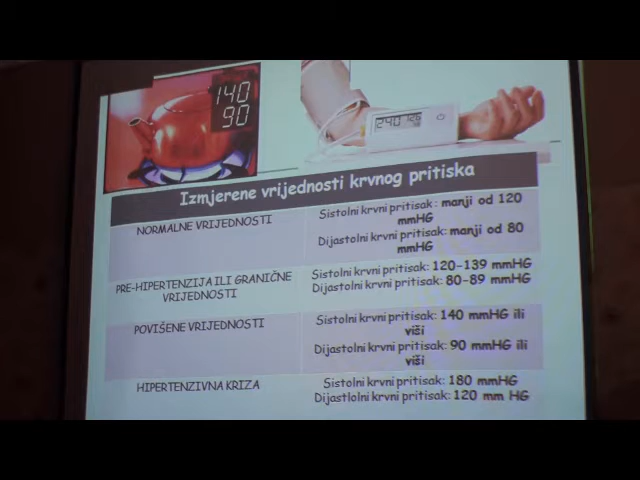 140
90
240
Izmjerene vrijednosti krvnog pritiska
NORMALNE VRIJEDNOSTI
Sistolni krvni pritisak: manji od 120
mmHG
Dijastolni krvni pritisak: manji od 80
mmHG
PRE-HIPERTENZIJA ILI GRANIČNE
VRIJEDNOSTI
Sistolni krvni pritisak: 120-139 mmHG
Dijastolni krvni pritisak: 80-89 mmHG
POVIŠENE VRIJEDNOSTI
Sistolni krvni pritisak: 140 mmHG ili
viši
Dijastolni krvni pritisak: 90 mmHG ili
viši
HIPERTENZIVNA KRIZA
Sistolni krvni pritisak: 180 mmHG
Dijastlolni krvni pritisak: 120 mm HG